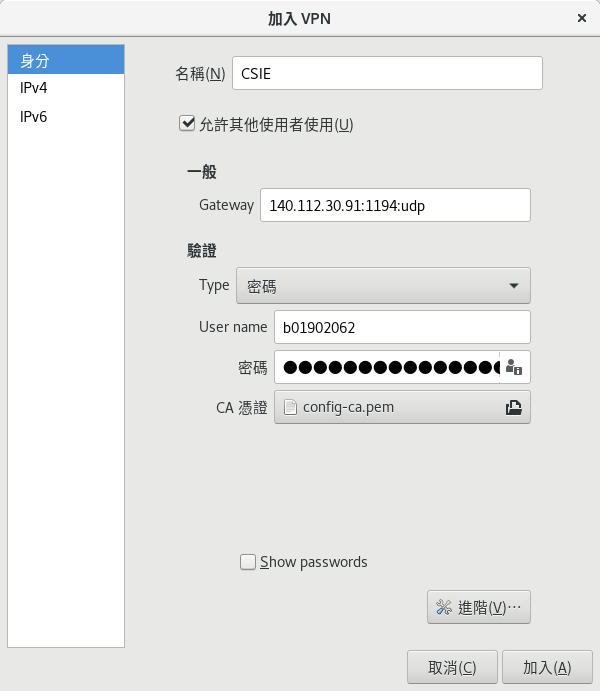 加入 VPN
身分
IPv4
IPv6
名稱(N) CSIE
允許其他使用者使用(U)
一般
Gateway 140.112.30.91:1194:udp
驗證
Type 密碼
User name b01902062
密碼 ●●●●●●●●●●●●●●●
CA 憑證 config-ca.pem
Show passwords
進階(V)…
取消(C) 加入(A)